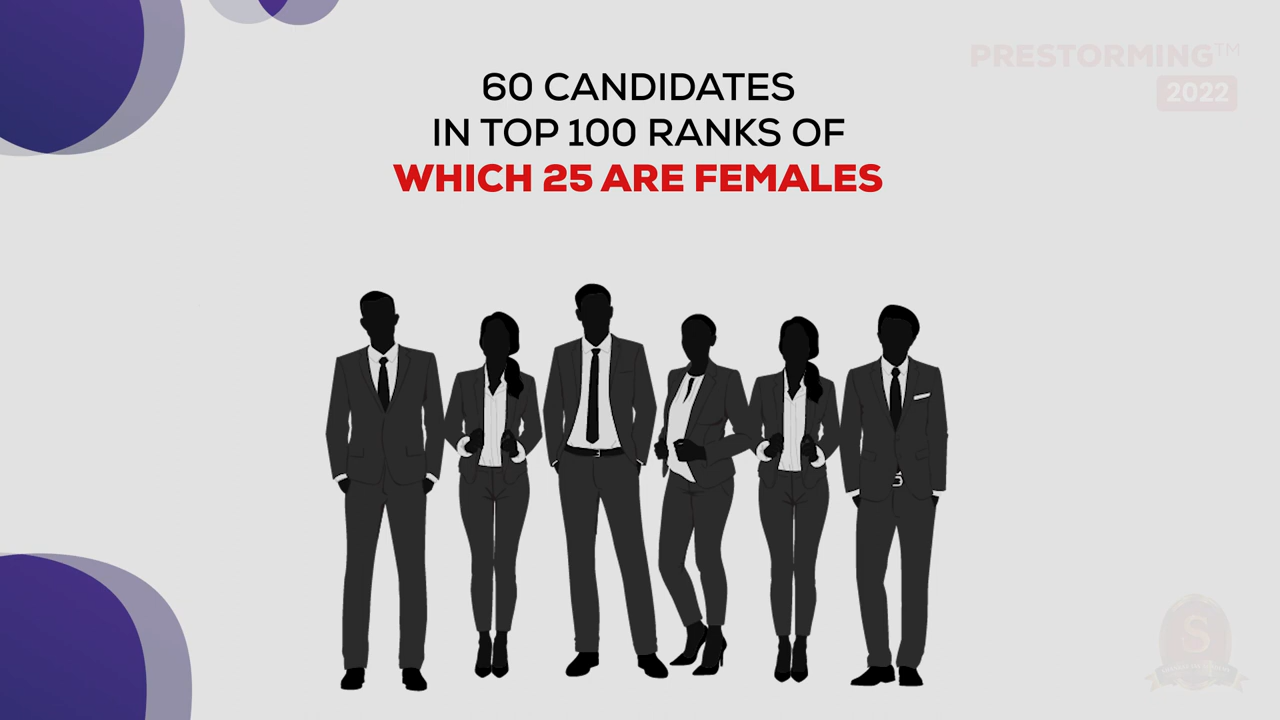 PRESTORMING™
2022
60 CANDIDATES
IN TOP 100 RANKS OF
WHICH 25 ARE FEMALES
S